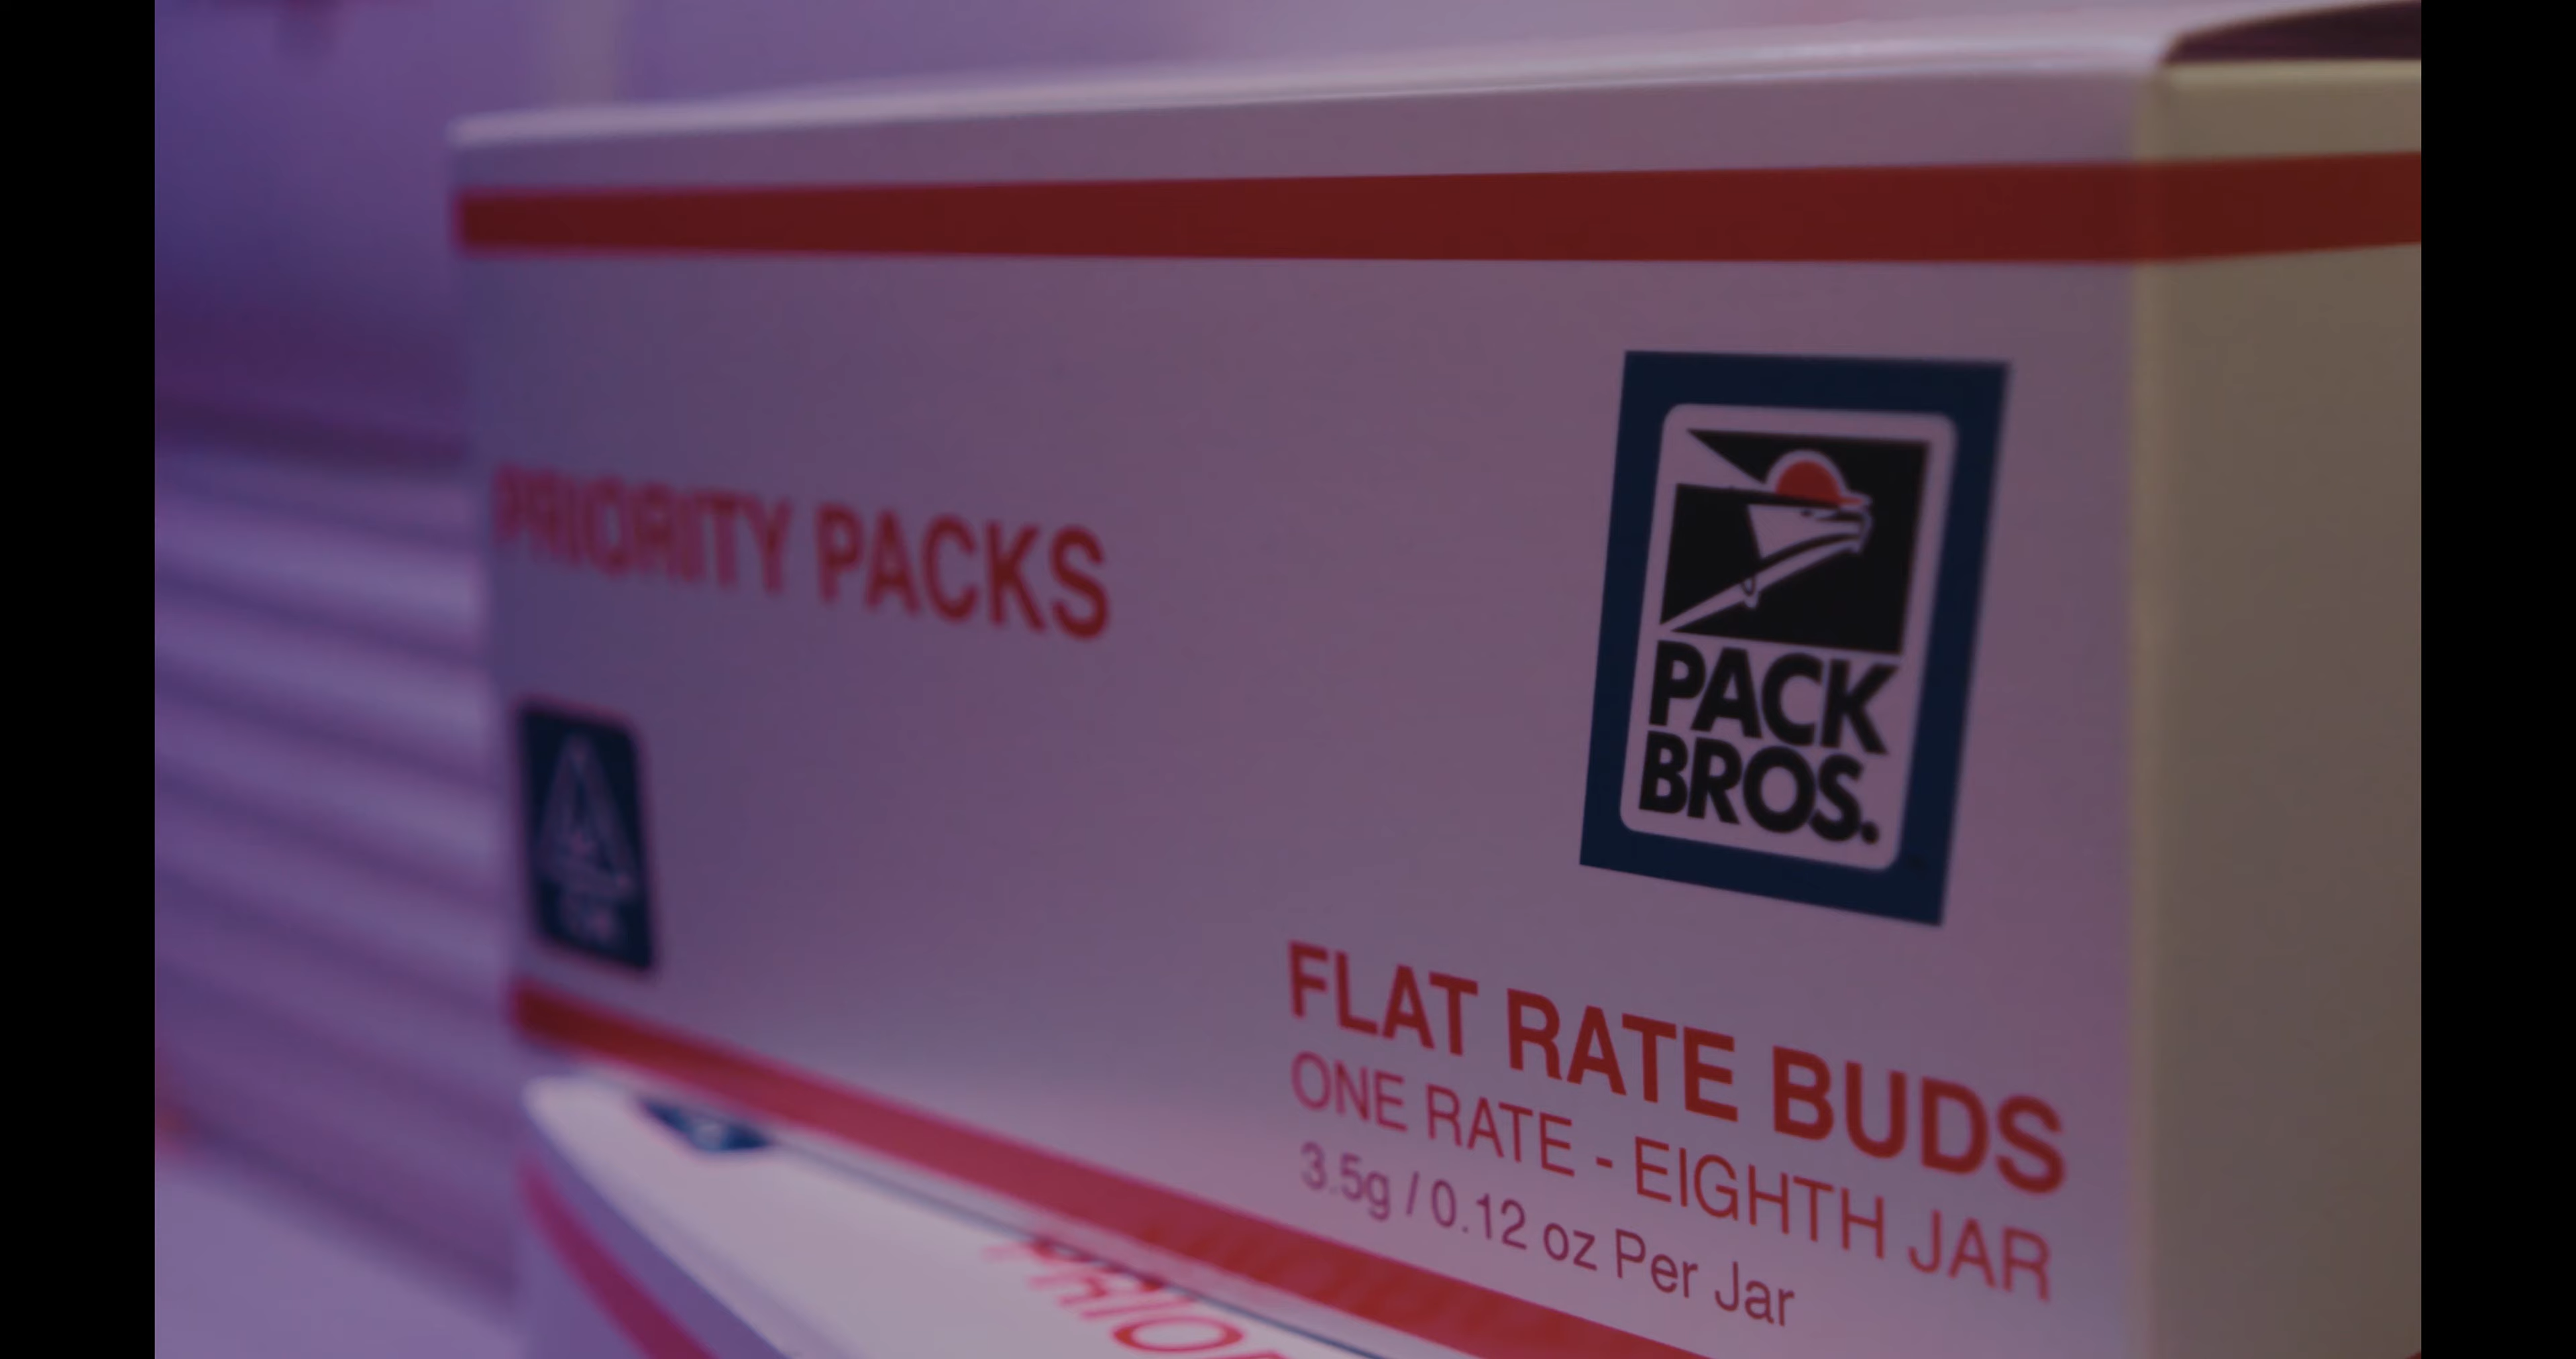 PRIORITY PACKS
PACK
BROS.
FLAT RATE BUDS
ONE RATE - EIGHTH JAR
3.5g / 0.12 oz Per Jar